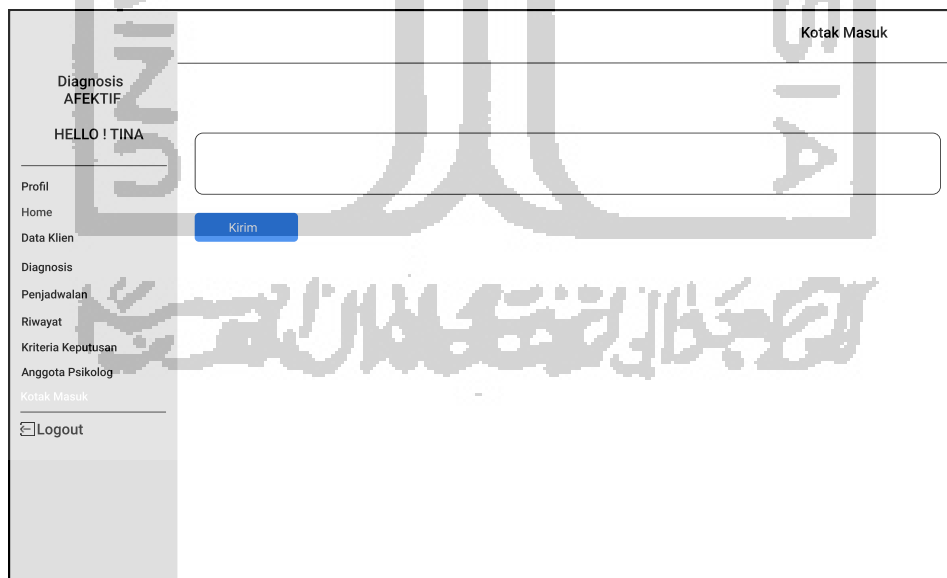 Kotak Masuk
Diagnosis
AFEKTIF
HELLO ! TINA
Profil
Home
Data Klien
Diagnosis
Penjadwalan
Riwayat
Kriteria Keputusan
Anggota Psikolog
Kotak Masuk
Logout
Kirim